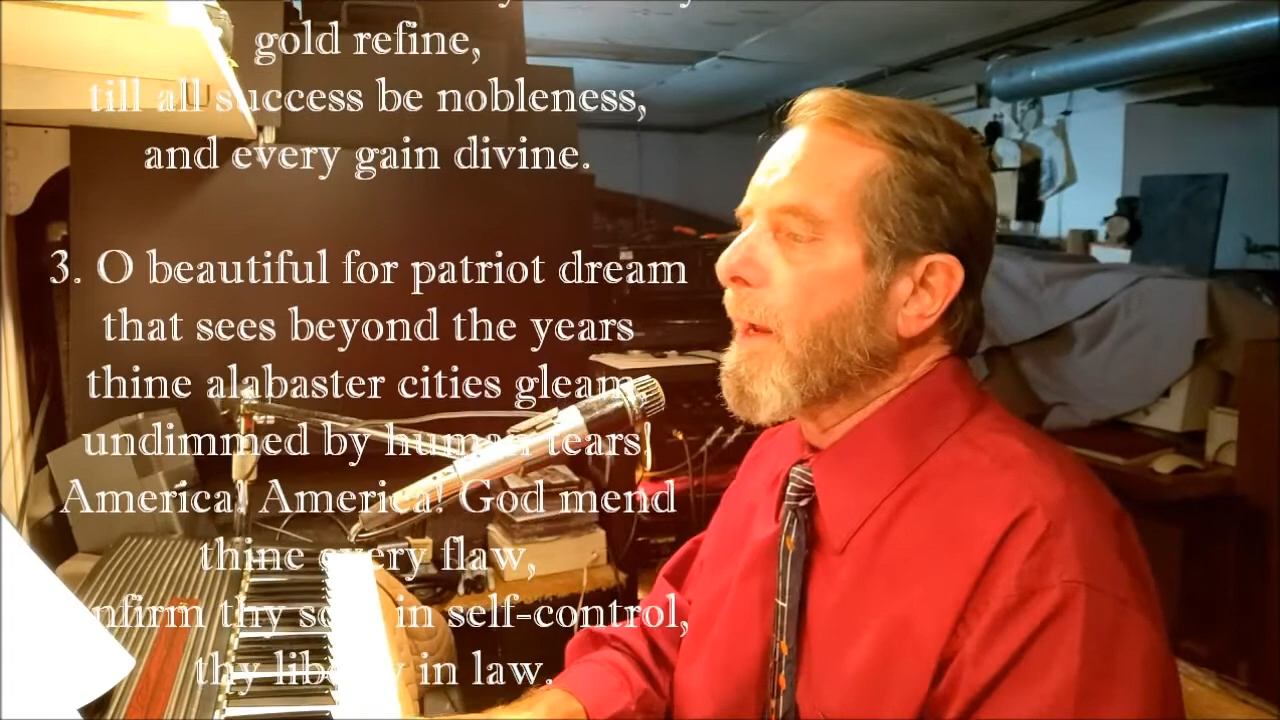 gold refine,
till all success be nobleness,
and every gain divine.
3. O beautiful for patriot dream
that sees beyond the years
thine alabaster cities gleam,
undimmed by human tears!
America! America! God mend
thine every flaw,
thy in self-control,
thy in law.